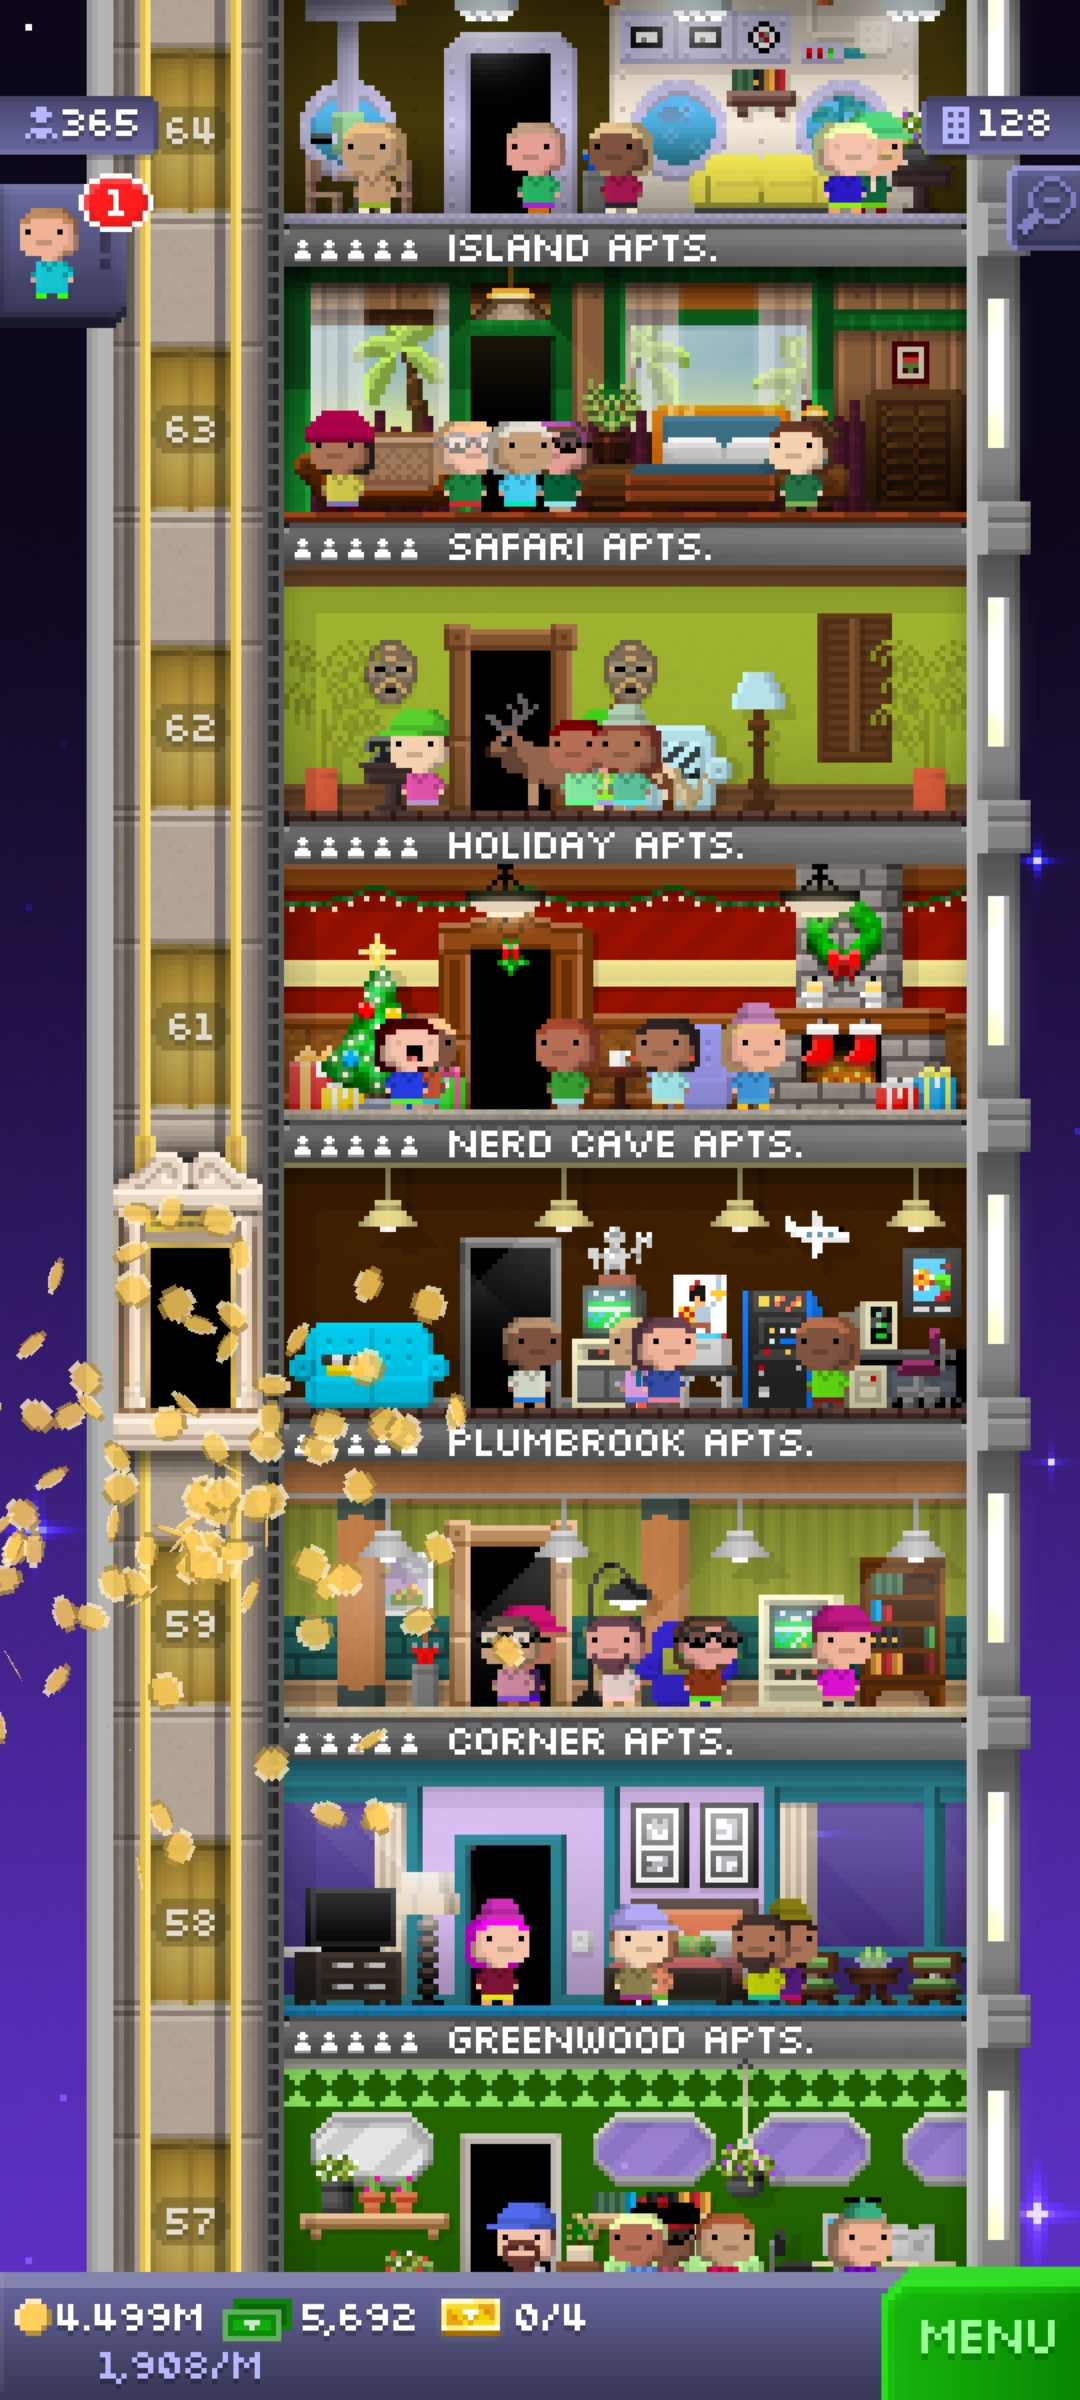 64
365
128
1
ISLAND APTS.
63
SAFARI APTS.
62
HOLIDAY APTS.
61
NERD CAVE APTS.
PLUMBROOK APTS.
59
CORNER APTS.
58
GREENWOOD APTS.
57
4.499M 5,692 0/4
1,908/M
MENU